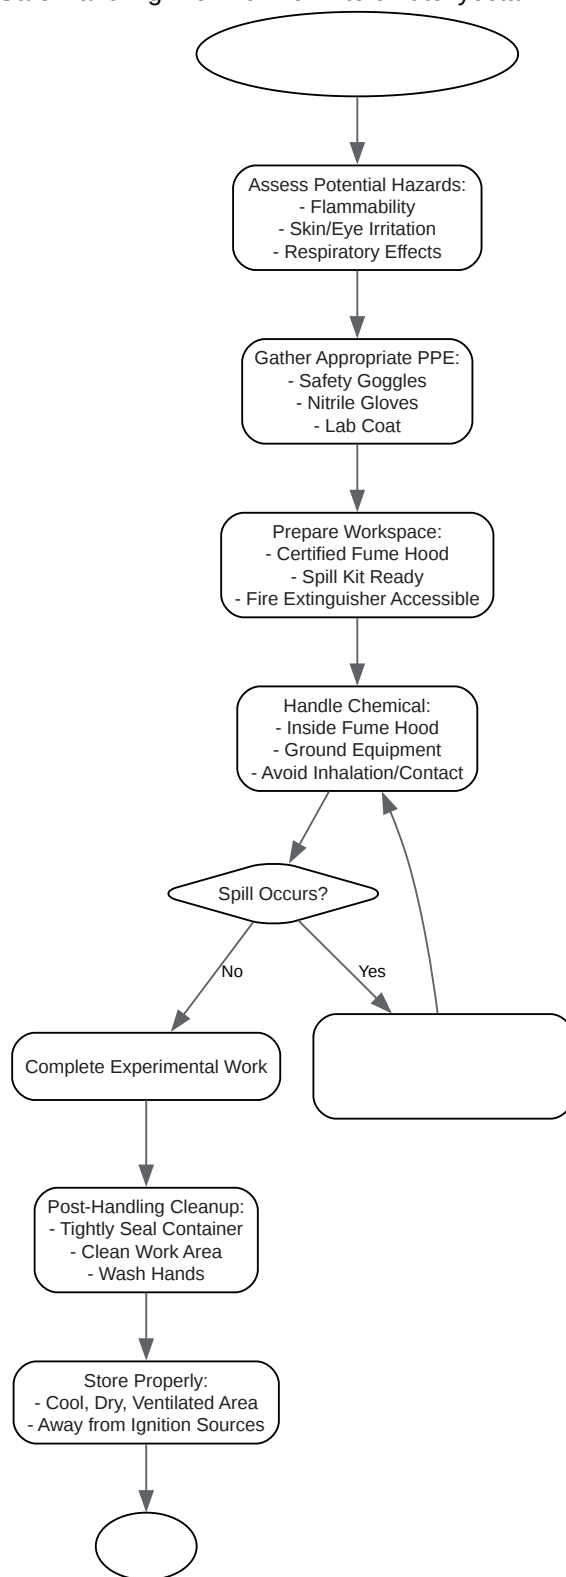 Assess Potential Hazards:
- Flammability
- Skin/Eye Irritation
- Respiratory Effects
Gather Appropriate PPE:
- Safety Goggles
- Nitrile Gloves
- Lab Coat
Prepare Workspace:
- Certified Fume Hood
- Spill Kit Ready
- Fire Extinguisher Accessible
Handle Chemical:
- Inside Fume Hood
- Ground Equipment
- Avoid Inhalation/Contact
Spill Occurs?
No
Yes
Complete Experimental Work
Post-Handling Cleanup:
- Tightly Seal Container
- Clean Work Area
- Wash Hands
Store Properly:
- Cool, Dry, Ventilated Area
- Away from Ignition Sources